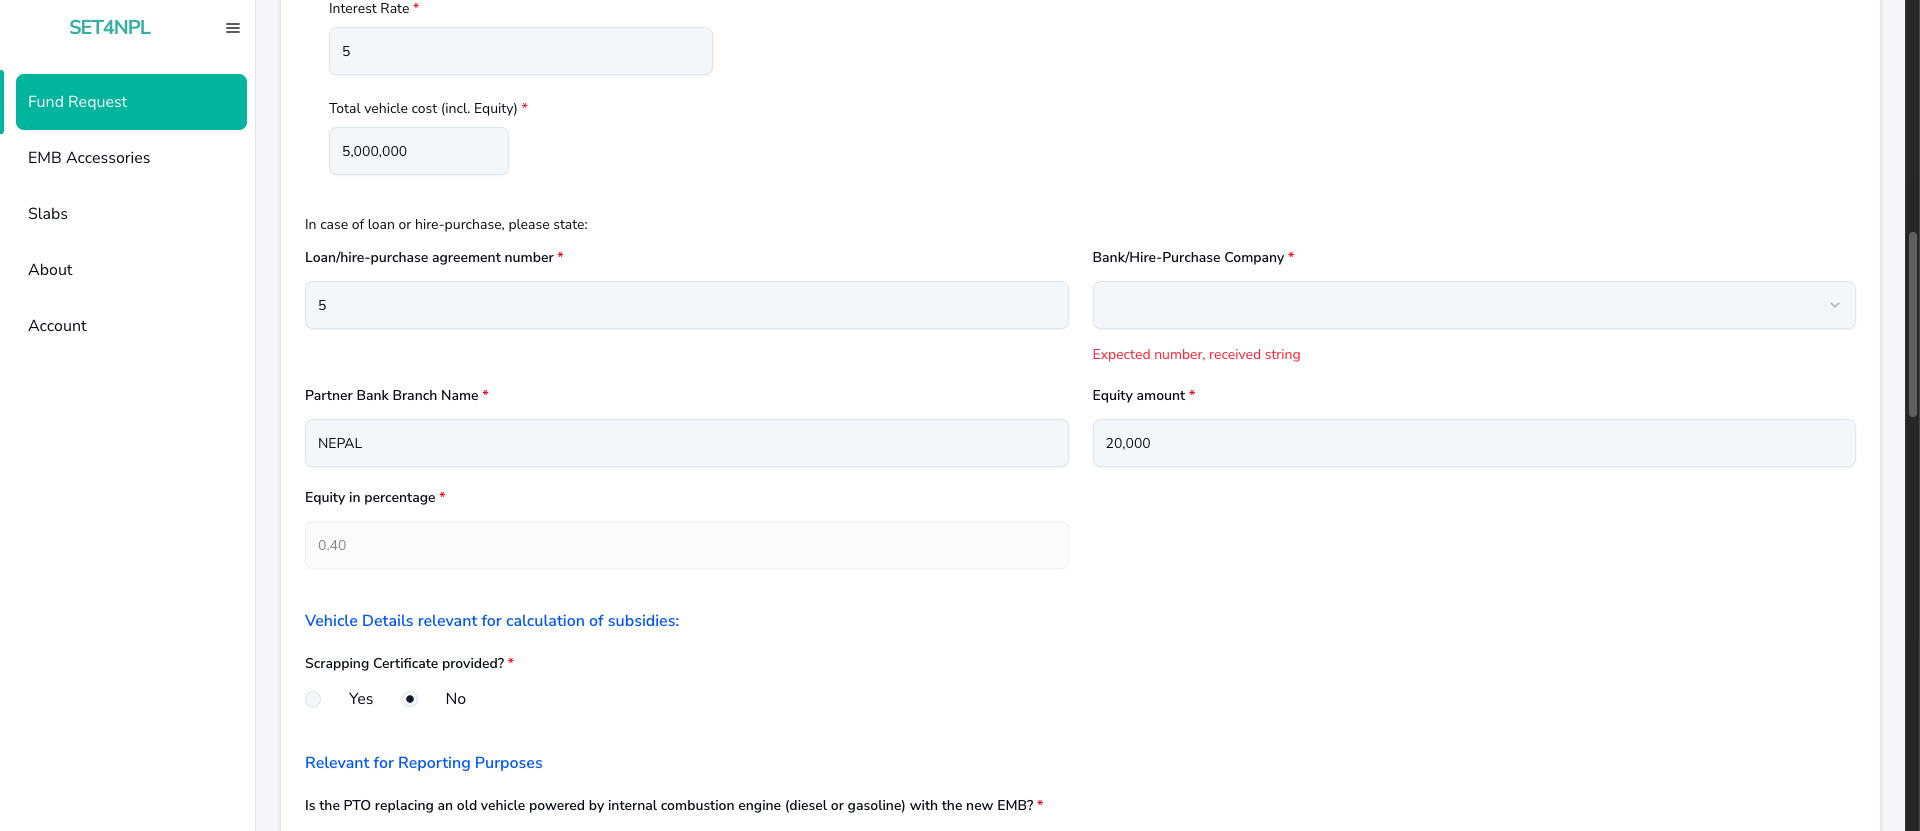 SET4NPL
Fund Request
EMB Accessories
Slabs
About
Account
Interest Rate *
5
Total vehicle cost (incl. Equity) *
5,000,000
In case of loan or hire-purchase, please state:
Loan/hire-purchase agreement number *
5
Bank/Hire-Purchase Company *
Expected number, received string
Partner Bank Branch Name *
NEPAL
Equity amount *
20,000
Equity in percentage *
0.40
Vehicle Details relevant for calculation of subsidies:
Scrapping Certificate provided? *
Yes No
Relevant for Reporting Purposes
Is the PTO replacing an old vehicle powered by internal combustion engine (diesel or gasoline) with the new EMB? *